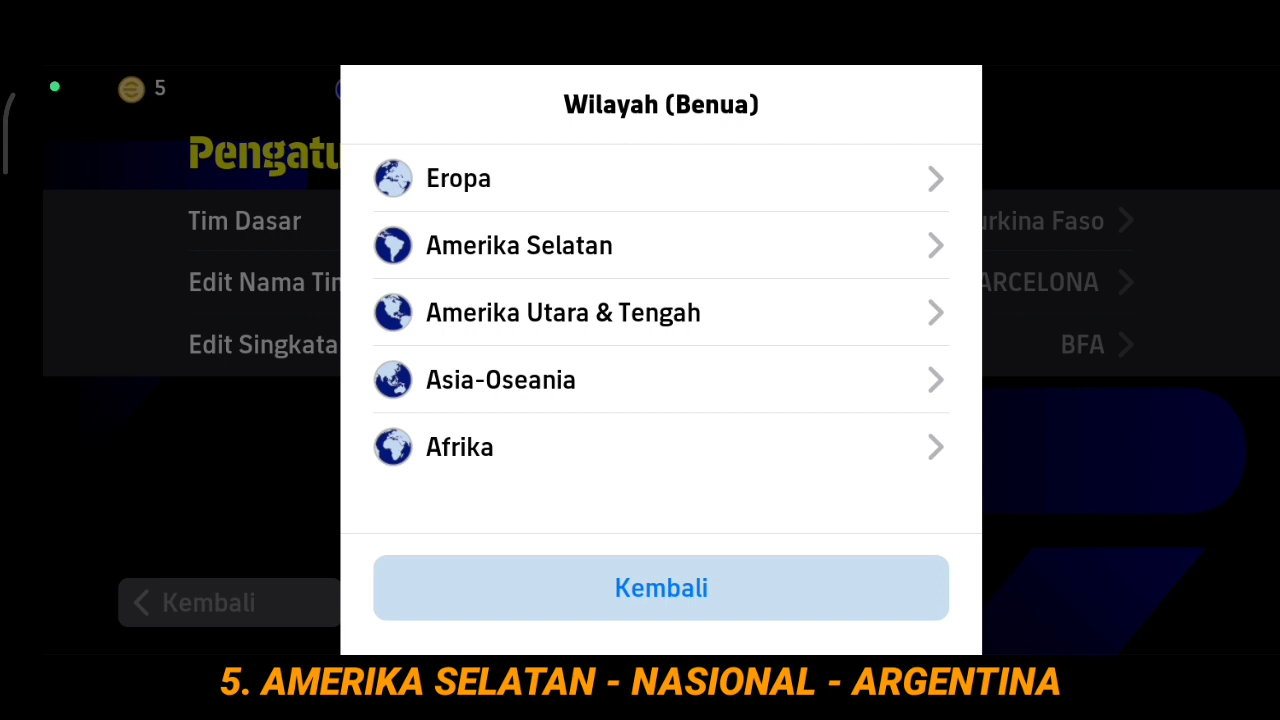 5
Wilayah (Benua)
Pengatu
Eropa
Tim Dasar
urkina Faso
Amerika Selatan
Edit Nama Tin
ARCELONA
Amerika Utara & Tengah
Edit Singkata
BFA
Asia-Oseania
Afrika
Kembali
Kembali
5. AMERIKA SELATAN - NASIONAL - ARGENTINA